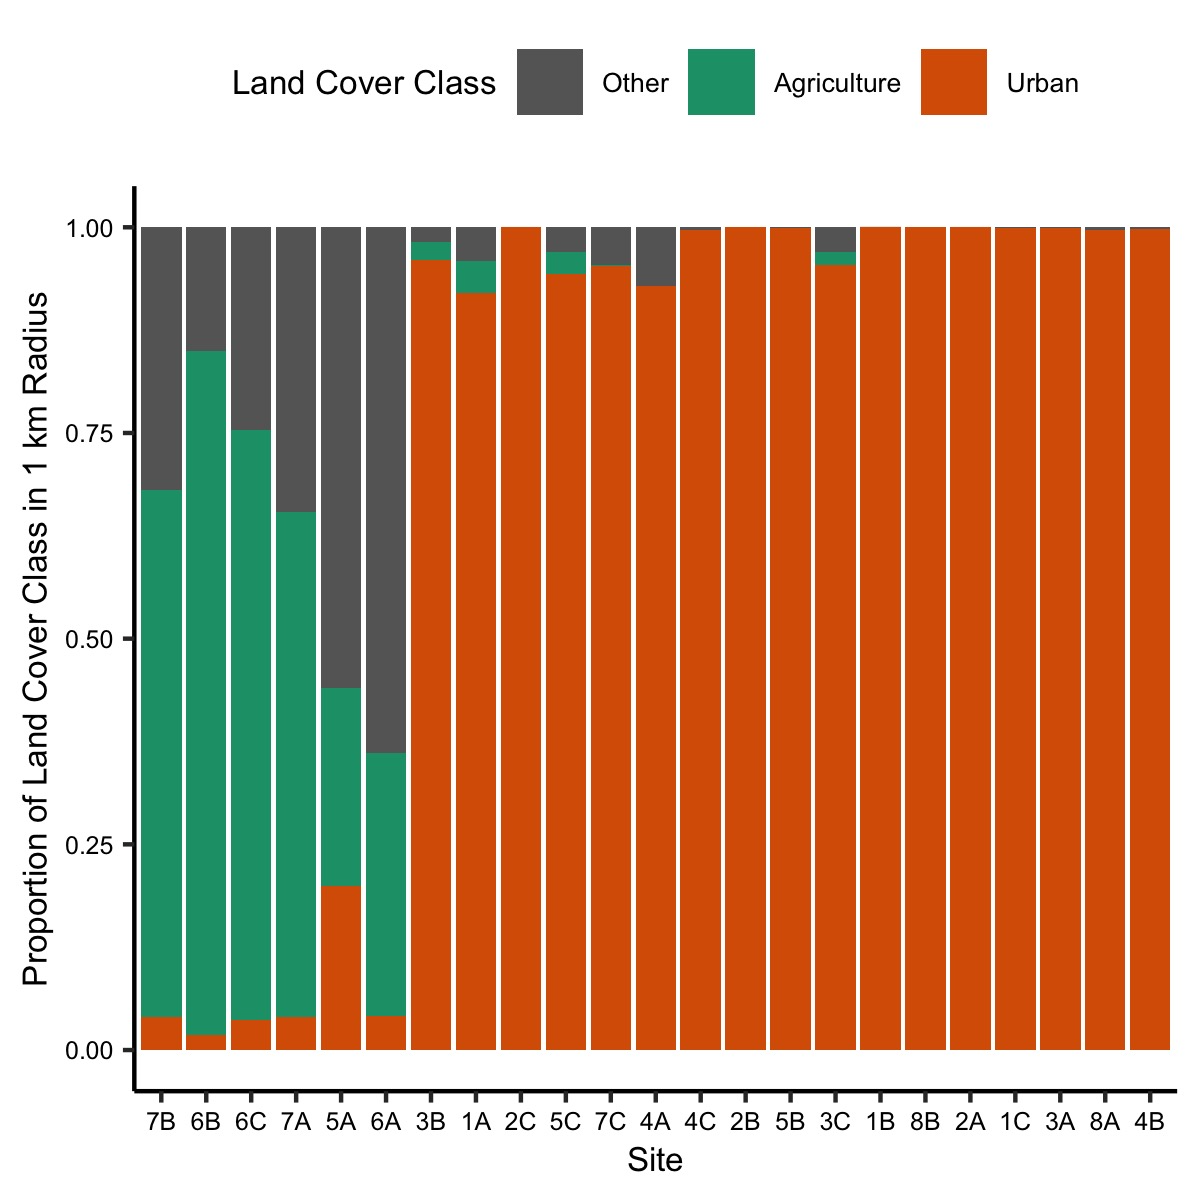 Land Cover Class Other Agriculture Urban
Proportion of Land Cover Class in 1 km Radius
1.00
0.75
0.50
0.25
0.00
7B 6B 6C 7A 5A 6A 3B 1A 2C 5C 7C 4A 4C 2B 5B 3C 1B 8B 2A 1C 3A 8A 4B
Site